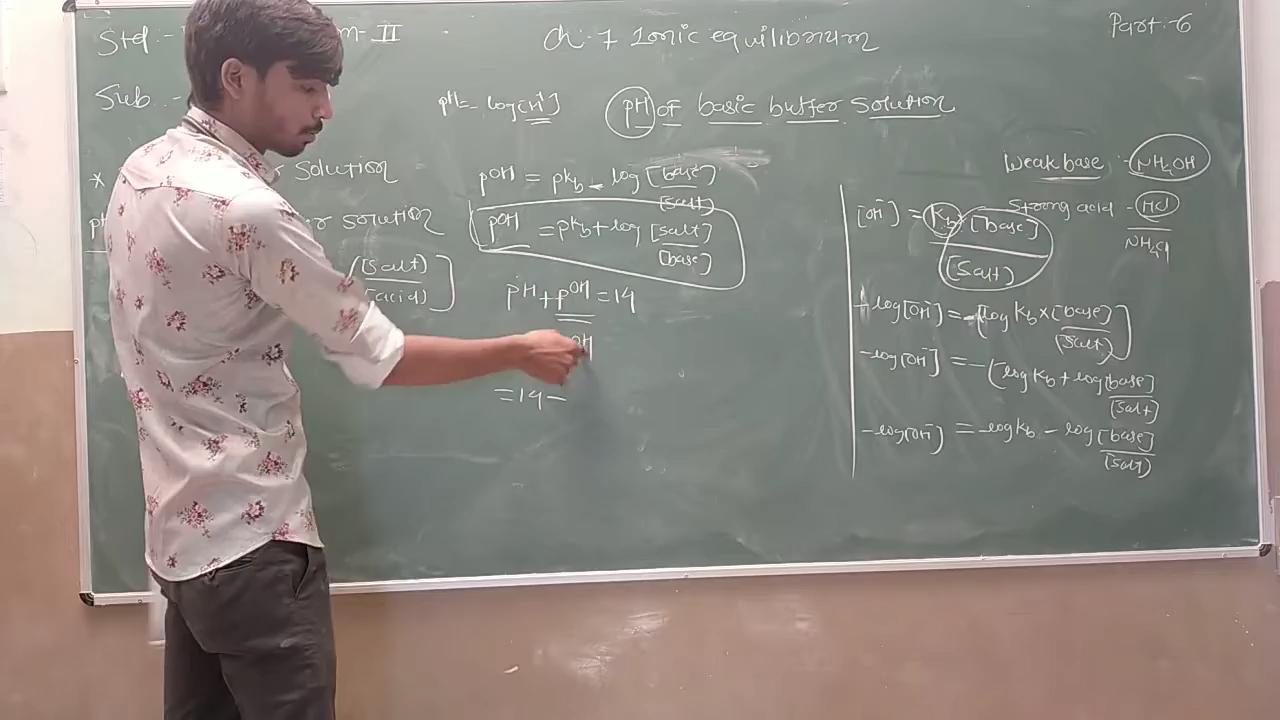 Std :- II
Ch :- 7 Ionic equilibrium
Part - 6
Sub :-
pH = - log[H⁺]
pH of basic buffer solution
* solution
solution
[salt]
acid]
pOH = pKb - log [base]
[salt]
pOH = pKb + log [salt]
[base]
pH + pOH = 14
OH
= 14 -
Weak base :- NH₄OH
Strong acid - HCl
NH₄Cl
[OH⁻] = Kb [base]
[salt]
- log[OH⁻] = -[log Kb × [base]
[salt]]
- log[OH⁻] = - [log Kb + log [base]
[salt]
- log[OH⁻] = - log Kb - log [base]
[salt]